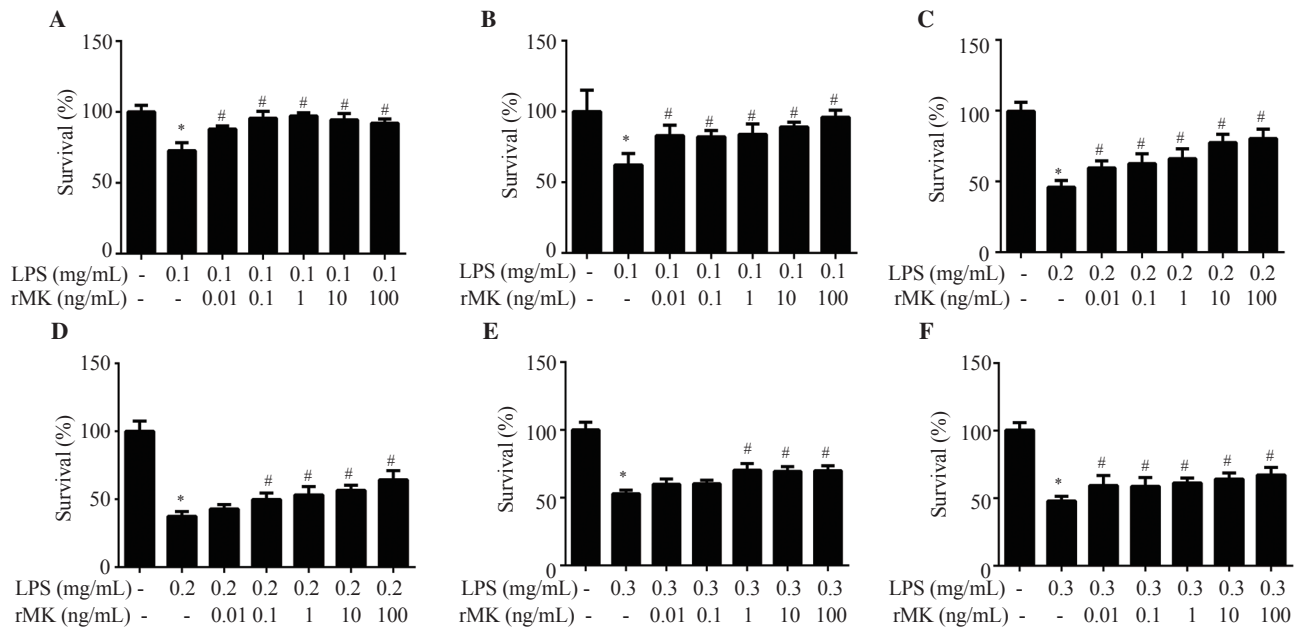 A
150
100
50
0
Survival (%)
* # # # # #
LPS (mg/mL) - 0.1 0.1 0.1 0.1 0.1 0.1
rMK (ng/mL) - - 0.01 0.1 1 10 100
B
150
100
50
0
Survival (%)
* # # # # #
LPS (mg/mL) - 0.1 0.1 0.1 0.1 0.1 0.1
rMK (ng/mL) - - 0.01 0.1 1 10 100
C
150
100
50
0
Survival (%)
* # # # # #
LPS (mg/mL) - 0.2 0.2 0.2 0.2 0.2 0.2
rMK (ng/mL) - - 0.01 0.1 1 10 100
D
150
100
50
0
Survival (%)
* # # # #
LPS (mg/mL) - 0.2 0.2 0.2 0.2 0.2 0.2
rMK (ng/mL) - - 0.01 0.1 1 10 100
E
150
100
50
0
Survival (%)
* # # #
LPS (mg/mL) - 0.3 0.3 0.3 0.3 0.3 0.3
rMK (ng/mL) - - 0.01 0.1 1 10 100
F
150
100
50
0
Survival (%)
* # # # # #
LPS (mg/mL) - 0.3 0.3 0.3 0.3 0.3 0.3
rMK (ng/mL) - - 0.01 0.1 1 10 100